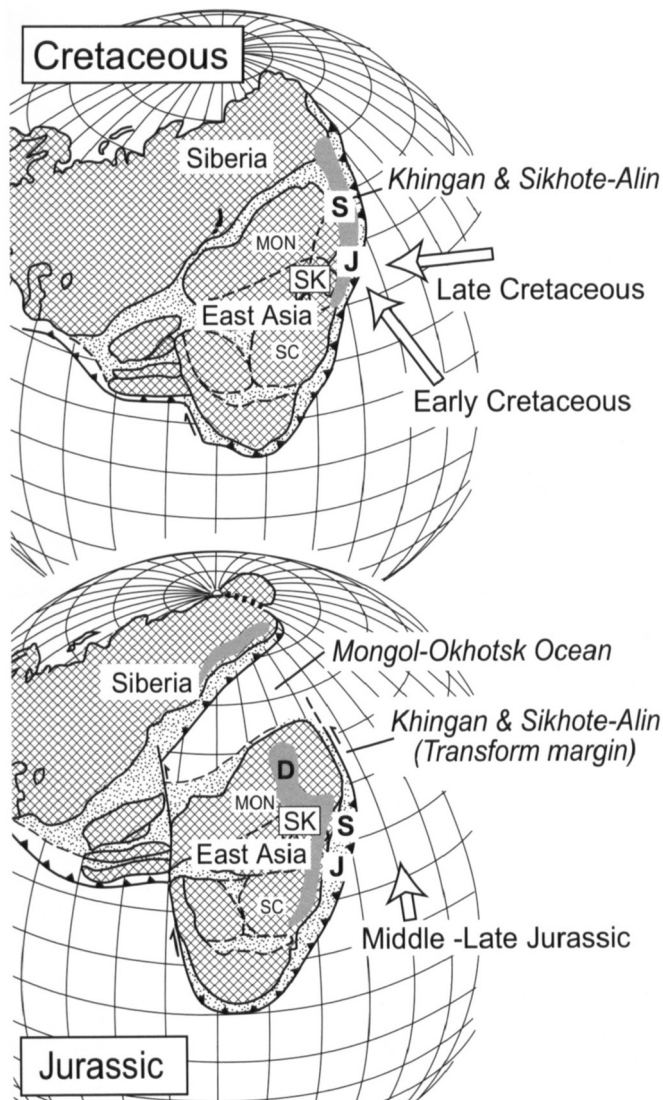 Cretaceous
Siberia
Khingan & Sikhote-Alin
S
MON
J
SK
Late Cretaceous
East Asia
SC
Early Cretaceous
Mongol-Okhotsk Ocean
Siberia
Khingan & Sikhote-Alin
(Transform margin)
D
MON
SK
S
East Asia
J
SC
Middle -Late Jurassic
Jurassic